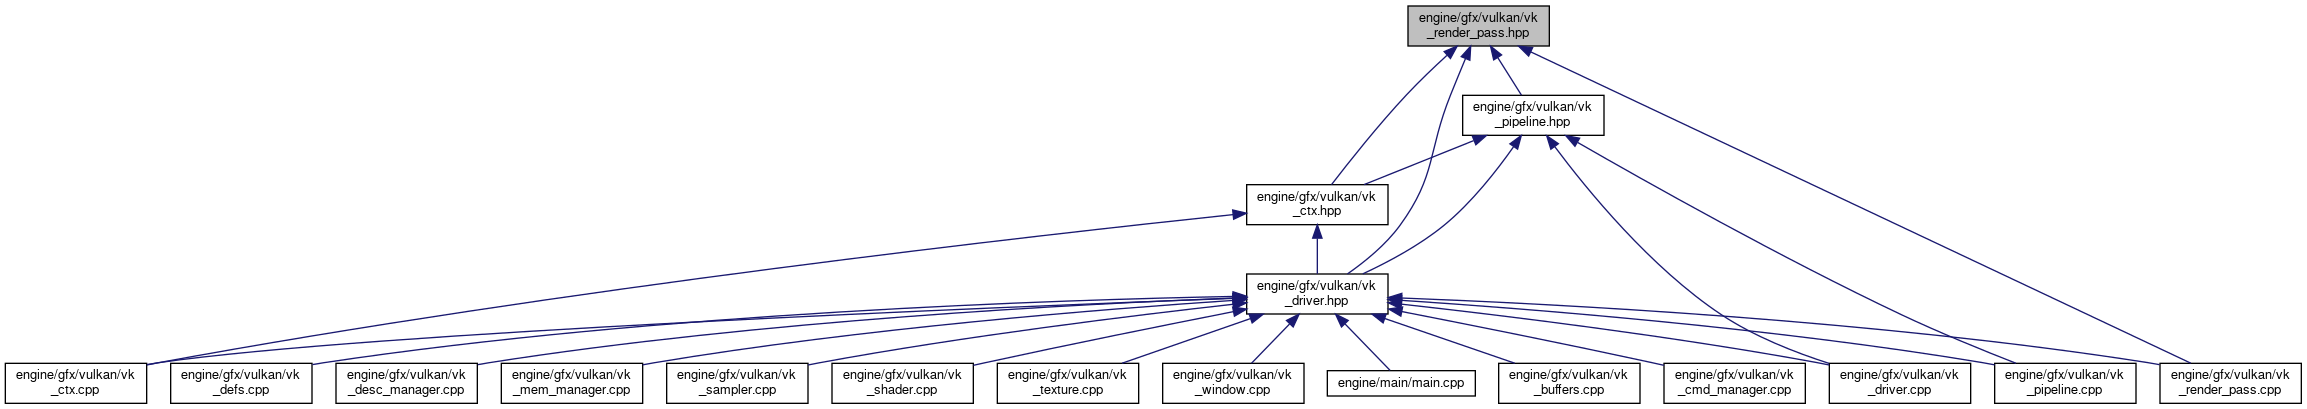 engine/gfx/vulkan/vk
_render_pass.hpp
engine/gfx/vulkan/vk
_pipeline.hpp
engine/gfx/vulkan/vk
_ctx.hpp
engine/gfx/vulkan/vk
_driver.hpp
engine/gfx/vulkan/vk
_ctx.cpp
engine/gfx/vulkan/vk
_defs.cpp
engine/gfx/vulkan/vk
_desc_manager.cpp
engine/gfx/vulkan/vk
_mem_manager.cpp
engine/gfx/vulkan/vk
_sampler.cpp
engine/gfx/vulkan/vk
_shader.cpp
engine/gfx/vulkan/vk
_texture.cpp
engine/gfx/vulkan/vk
_window.cpp
engine/main/main.cpp
engine/gfx/vulkan/vk
_buffers.cpp
engine/gfx/vulkan/vk
_cmd_manager.cpp
engine/gfx/vulkan/vk
_driver.cpp
engine/gfx/vulkan/vk
_pipeline.cpp
engine/gfx/vulkan/vk
_render_pass.cpp